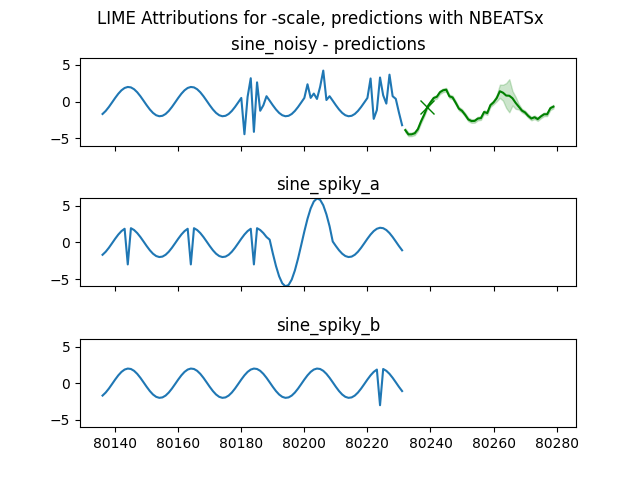 LIME Attributions for -scale, predictions with NBEATSx
sine_noisy - predictions
5
0
−5
sine_spiky_a
5
0
−5
sine_spiky_b
5
0
−5
80140 80160 80180 80200 80220 80240 80260 80280